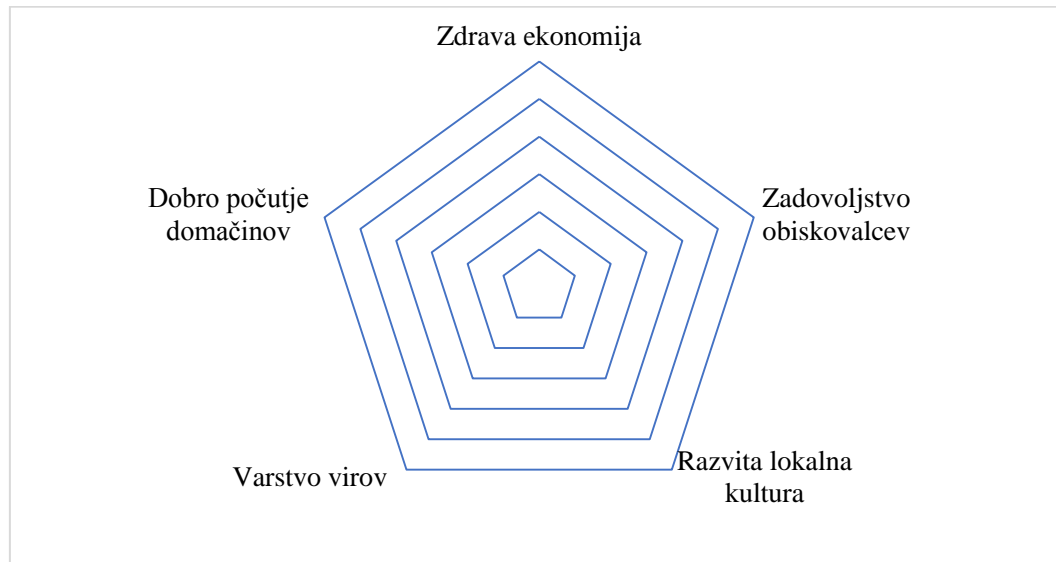 Zdrava ekonomija
Dobro počutje
domačinov
Zadovoljstvo
obiskovalcev
Varstvo virov
Razvita lokalna
kultura